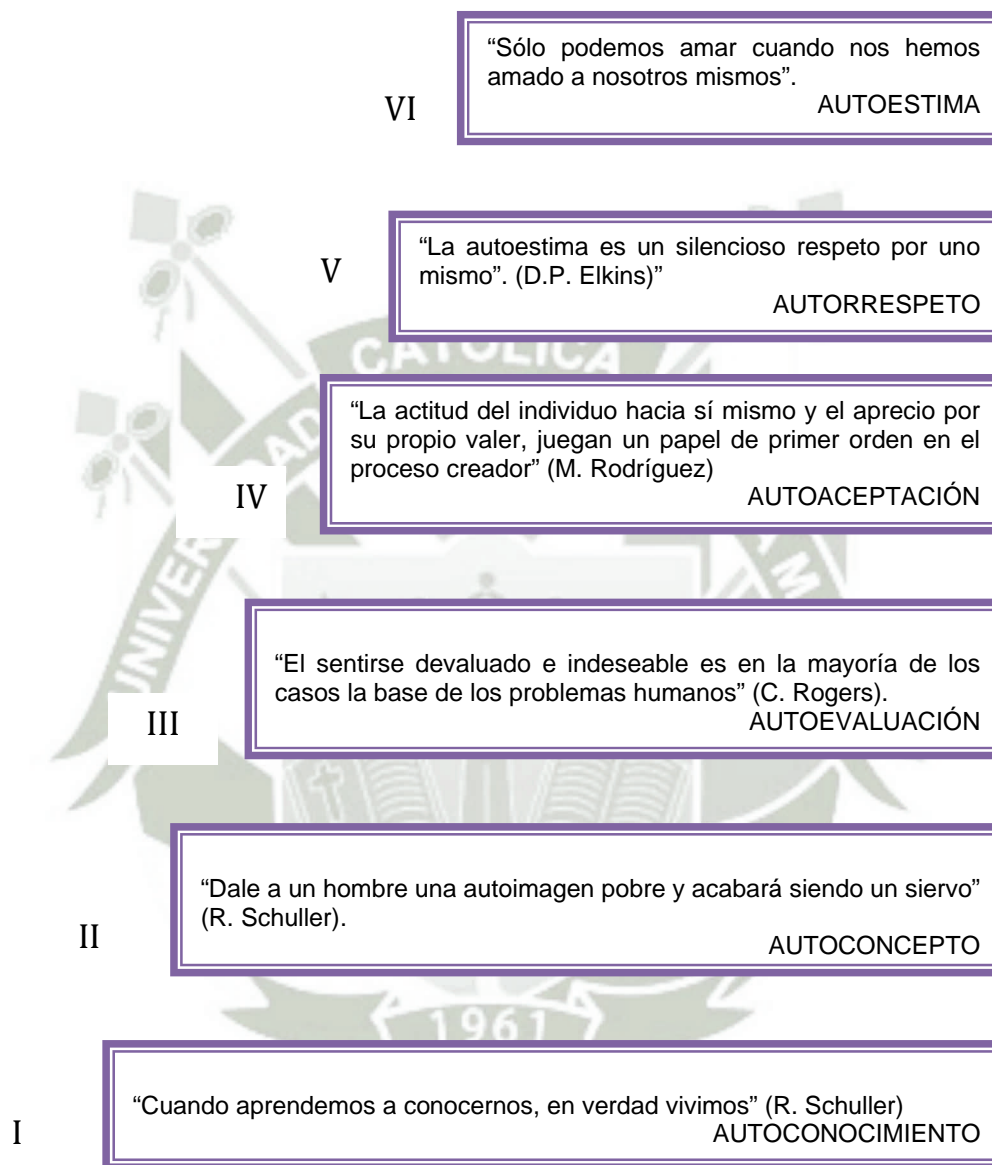 “Sólo podemos amar cuando nos hemos
amado a nosotros mismos”.
AUTOESTIMA
VI
“La autoestima es un silencioso respeto por uno
mismo”. (D.P. Elkins)”
AUTORRESPETO
V
CATOLICA
“La actitud del individuo hacia sí mismo y el aprecio por
su propio valer, juegan un papel de primer orden en el
proceso creador” (M. Rodríguez)
AUTOACEPTACIÓN
IV
“El sentirse devaluado e indeseable es en la mayoría de los
casos la base de los problemas humanos” (C. Rogers).
AUTOEVALUACIÓN
III
“Dale a un hombre una autoimagen pobre y acabará siendo un siervo”
(R. Schuller).
AUTOCONCEPTO
II
1961
“Cuando aprendemos a conocernos, en verdad vivimos” (R. Schuller)
AUTOCONOCIMIENTO
I